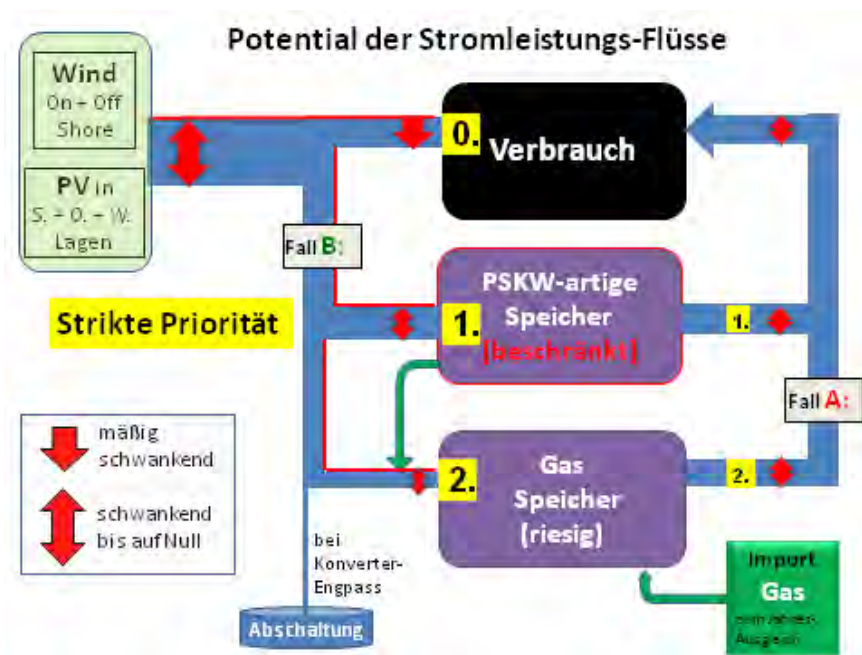 Potential der Stromleistungs-Flüsse
Wind
On + Off
Shore
PV in
S. + O. + W.
Lagen
0.
Verbrauch
Fall B:
Strikte Priorität
PSKW-artige
Speicher
(beschränkt)
1.
1.
Fall A:
mäßig
schwankend
schwankend
bis auf Null
Gas
Speicher
(riesig)
2.
2.
bei
Konverter-
Engpass
Abschaltung
Import
Gas
Ausgleich